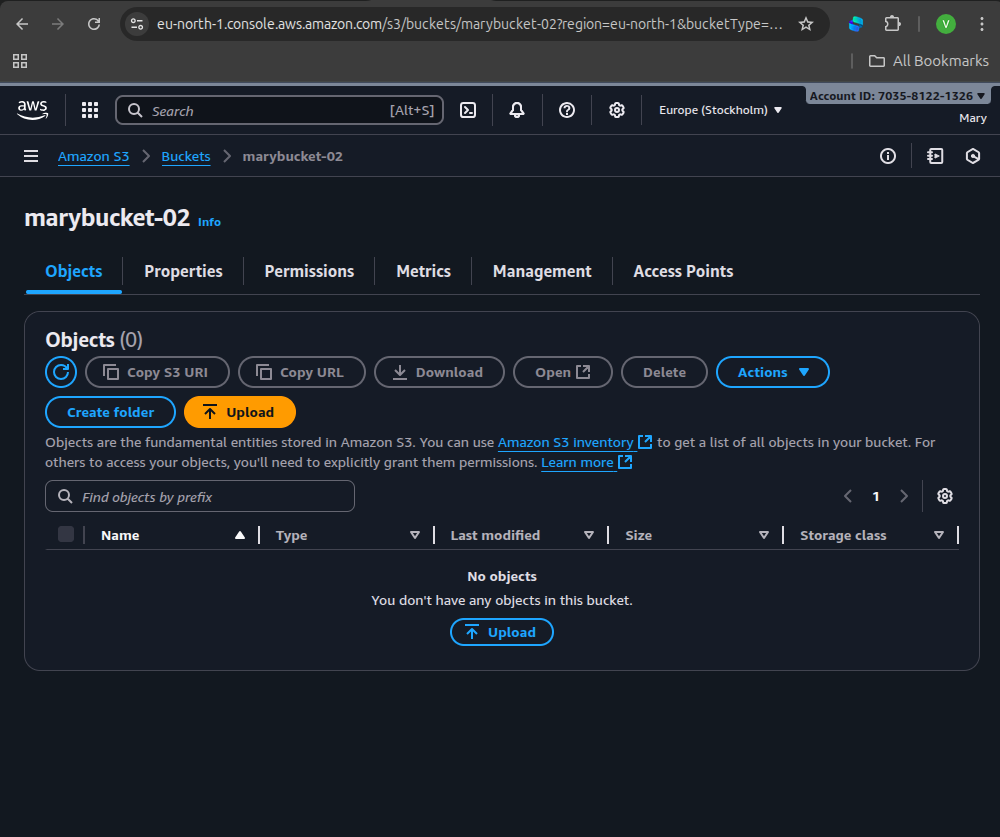 eu-north-1.console.aws.amazon.com/s3/buckets/marybucket-02?region=eu-north-1&bucketType=...
V
All Bookmarks
aws
Search [Alt+S]
Europe (Stockholm)
Account ID: 7035-8122-1326
Mary
Amazon S3 Buckets marybucket-02
marybucket-02 Info
Objects Properties Permissions Metrics Management Access Points
Objects (0)
Copy S3 URI Copy URL Download Open Delete Actions
Create folder Upload
Objects are the fundamental entities stored in Amazon S3. You can use Amazon S3 Inventory to get a list of all objects in your bucket. For
others to access your objects, you'll need to explicitly grant them permissions. Learn more
Find objects by prefix 1
Name Type Last modified Size Storage class
No objects
You don't have any objects in this bucket.
Upload